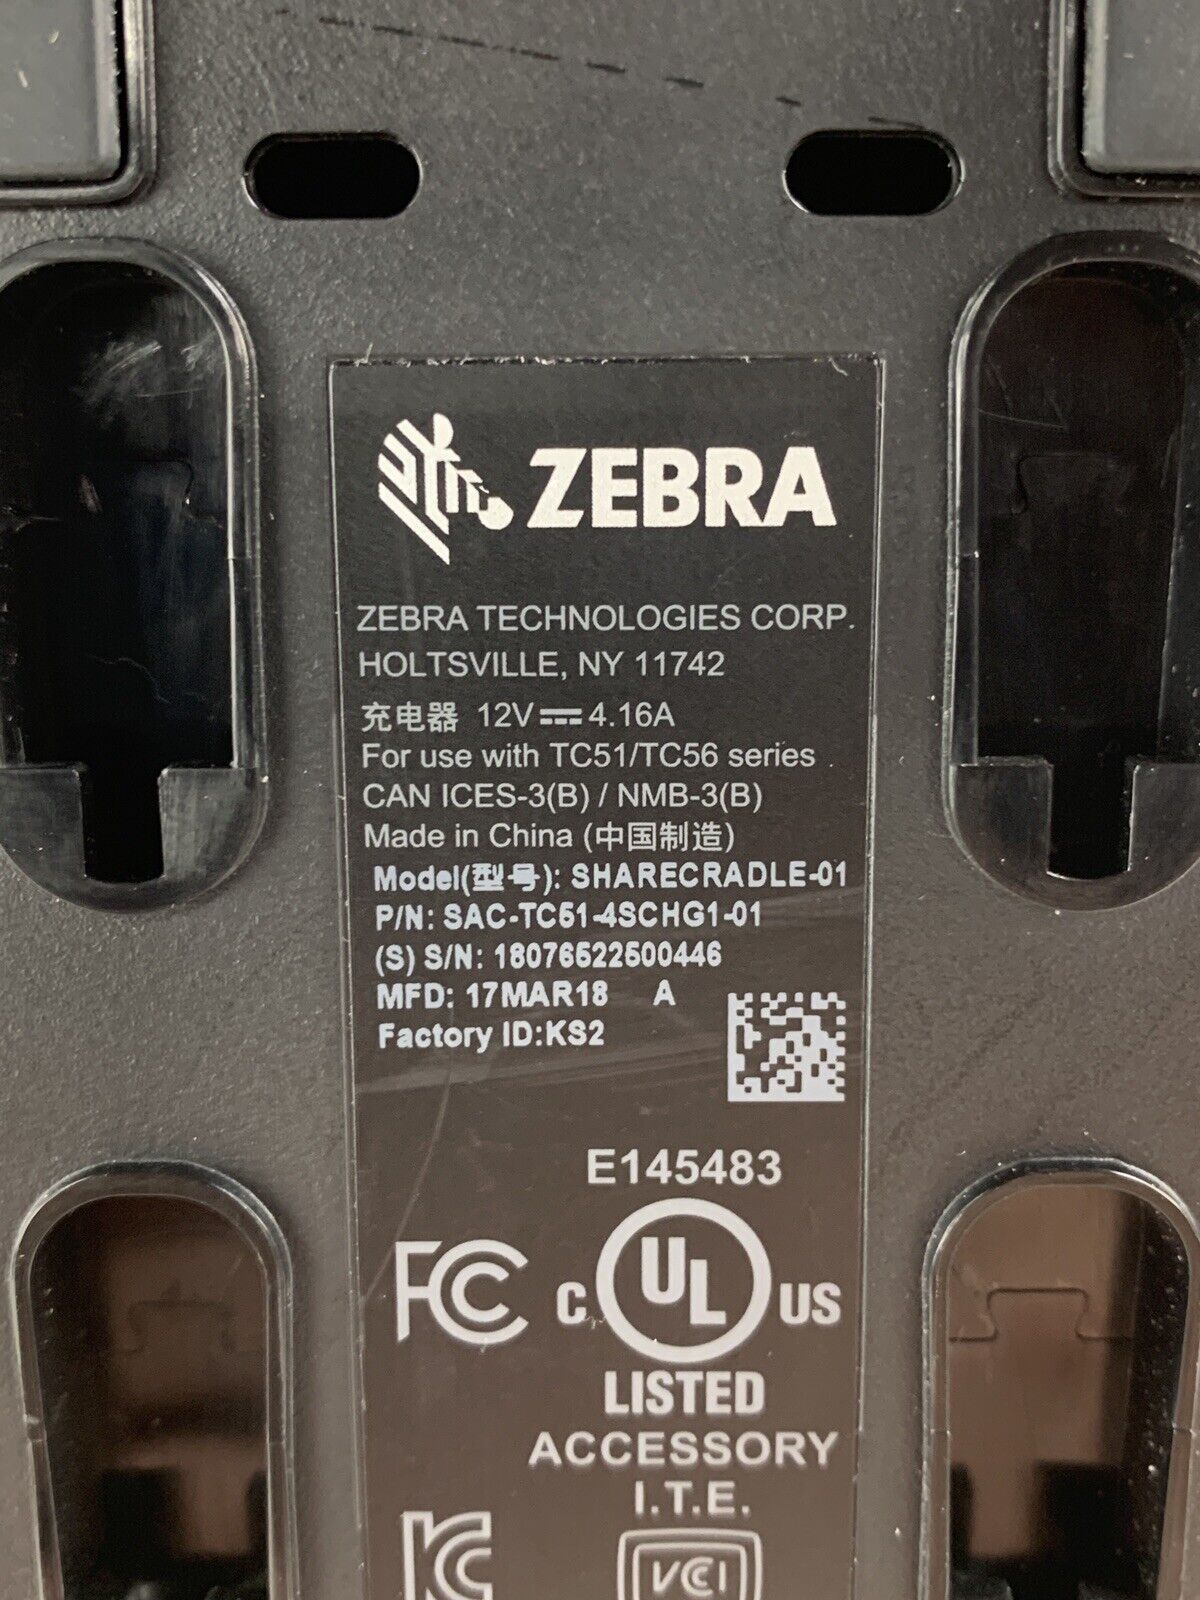 ZEBRA
ZEBRA TECHNOLOGIES CORP.
HOLTSVILLE, NY 11742
充电器 12V⎓4.16A
For use with TC51/TC56 series
CAN ICES-3(B) / NMB-3(B)
Made in China (中国制造)
Model(型号): SHARECRADLE-01
P/N: SAC-TC51-4SCHG1-01
(S) S/N: 18076522500446
MFD: 17MAR18 A
Factory ID:KS2
E145483
FC
C UL US
LISTED
ACCESSORY
I.T.E.
KC
VCI